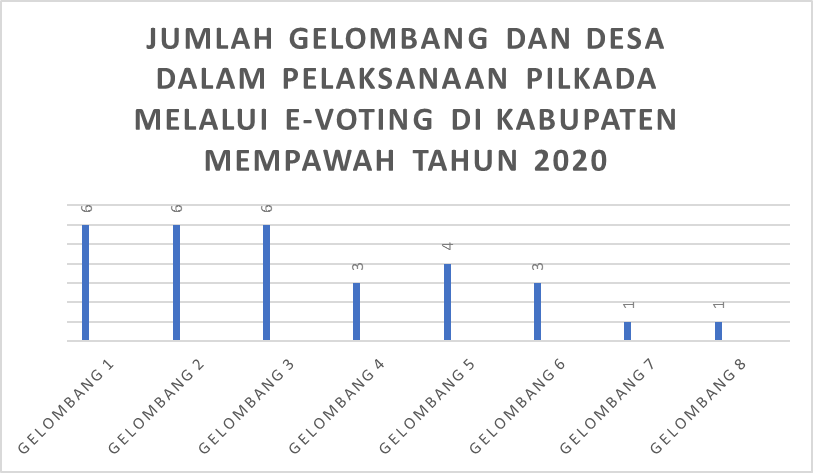 JUMLAH GELOMBANG DAN DESA
DALAM PELAKSANAAN PILKADA
MELALUI E-VOTING DI KABUPATEN
MEMPAWAH TAHUN 2020
6
6
6
3
4
3
1
1
GELOMBANG 1
GELOMBANG 2
GELOMBANG 3
GELOMBANG 4
GELOMBANG 5
GELOMBANG 6
GELOMBANG 7
GELOMBANG 8